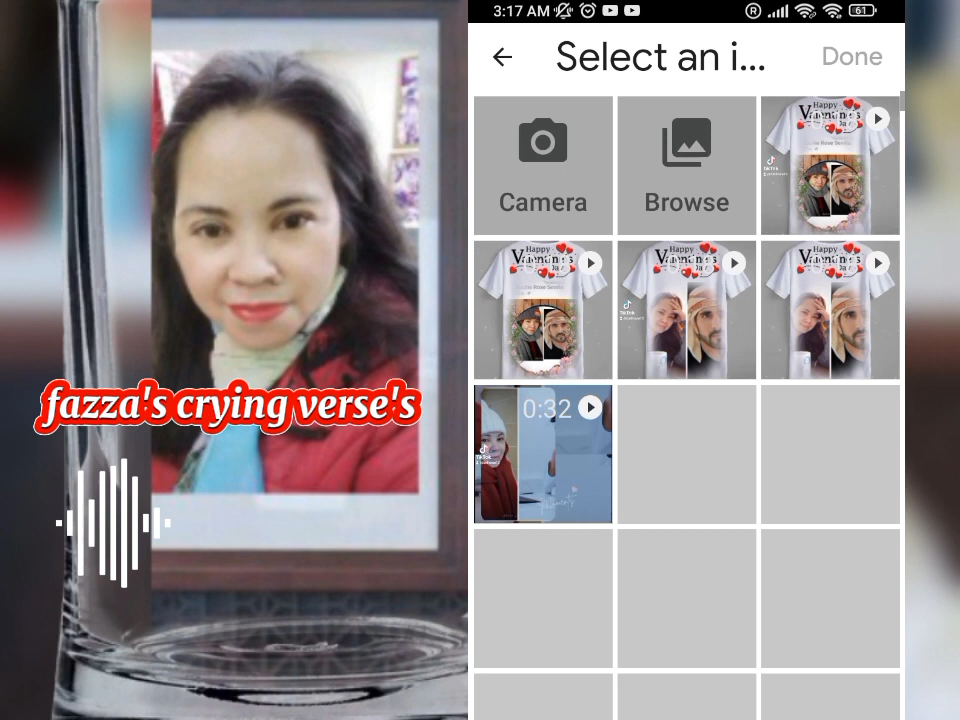 fazza's crying verse's
3:17 AM
61
Select an i...
Done
Camera
Browse
Happy
Valentine's
Day
TikTok
Happy
Valentine's
Day
Happy
Valentine's
Day
TikTok
Happy
Valentine's
Day
0:32
TikTok